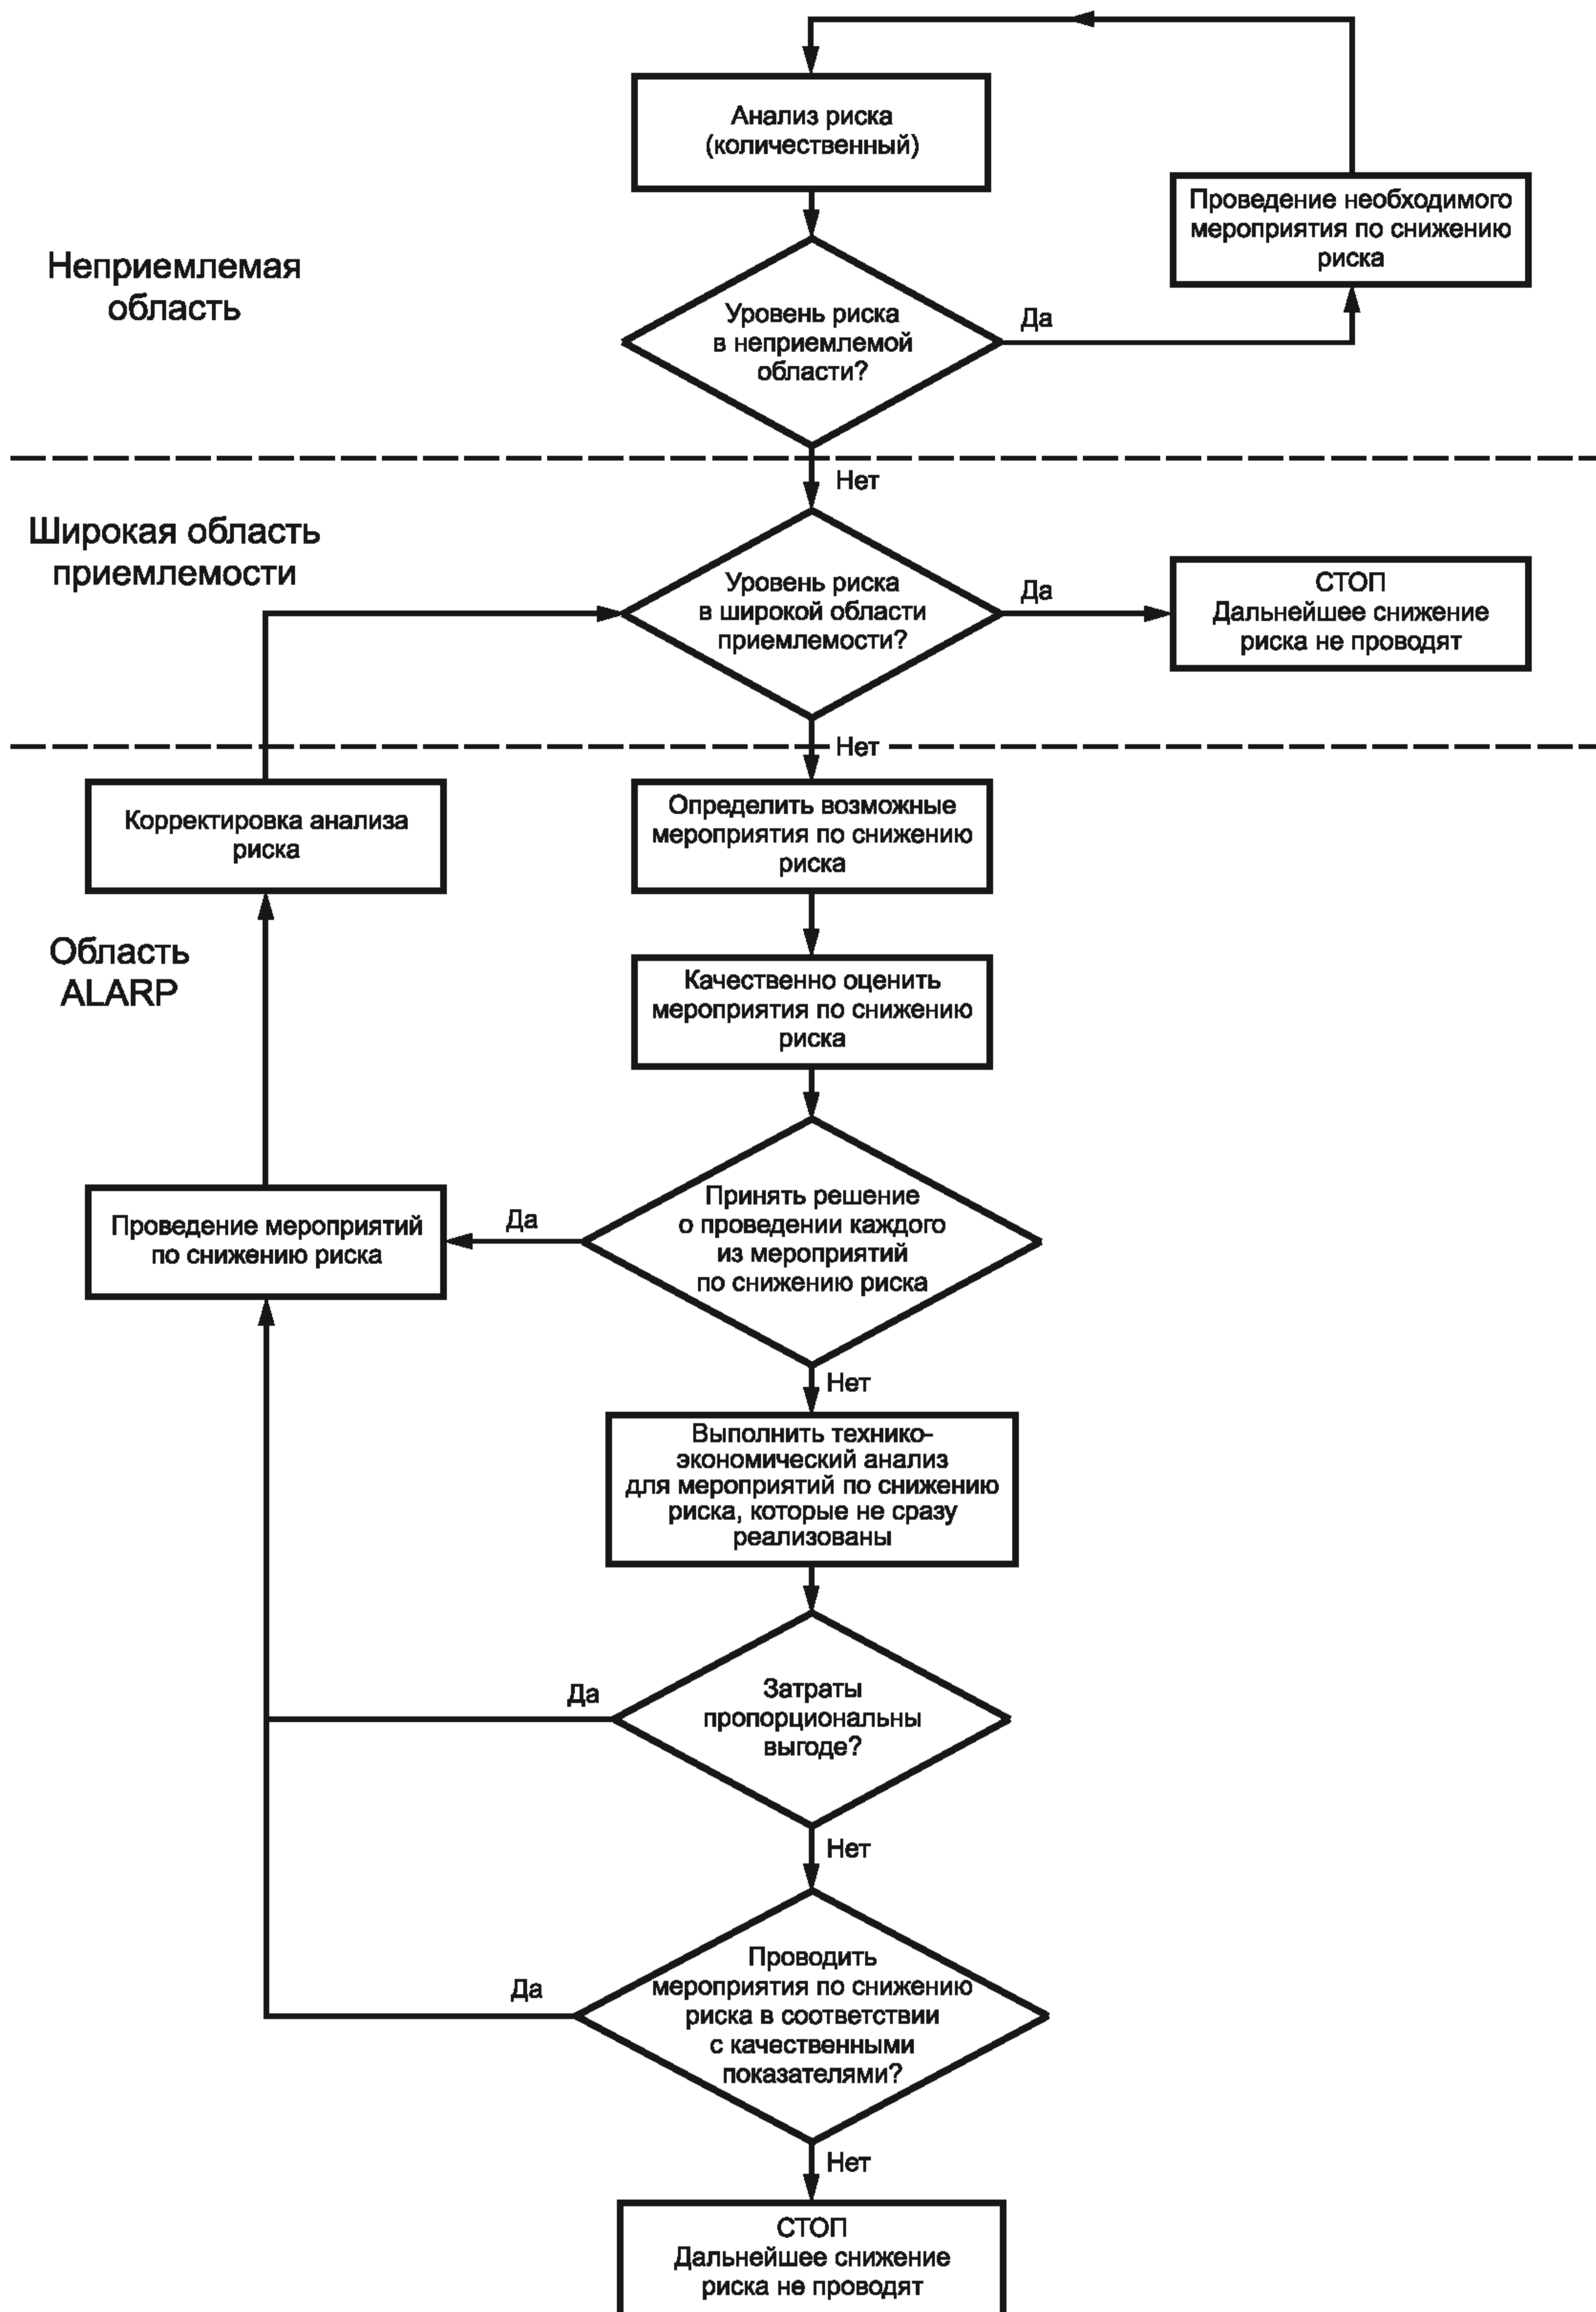 Анализ риска
(количественный)
Проведение необходимого
мероприятия по снижению
риска
Неприемлемая
область
Уровень риска
в неприемлемой
области?
Да
Нет
Широкая область
приемлемости
Уровень риска
в широкой области
приемлемости?
Да
СТОП
Дальнейшее снижение
риска не проводят
Нет
Корректировка анализа
риска
Определить возможные
мероприятия по снижению
риска
Область
ALARP
Качественно оценить
мероприятия по снижению
риска
Проведение мероприятий
по снижению риска
Да
Принять решение
о проведении каждого
из мероприятий
по снижению риска
Нет
Выполнить технико-
экономический анализ
для мероприятий по снижению
риска, которые не сразу
реализованы
Да
Затраты
пропорциональны
выгоде?
Нет
Да
Проводить
мероприятия по снижению
риска в соответствии
с качественными
показателями?
Нет
СТОП
Дальнейшее снижение
риска не проводят